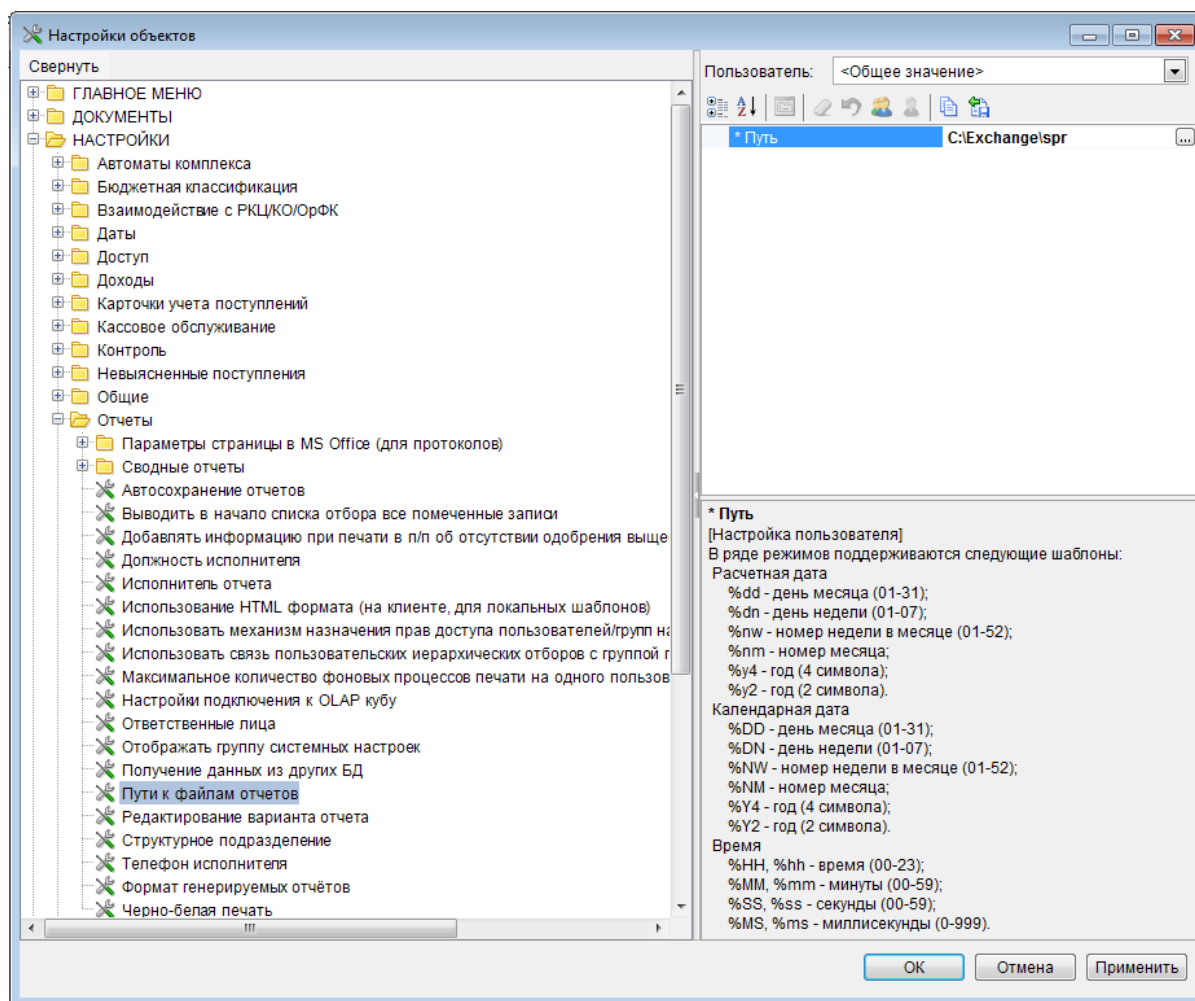 Настройки объектов
Свернуть
ГЛАВНОЕ МЕНЮ
ДОКУМЕНТЫ
НАСТРОЙКИ
Автоматы комплекса
Бюджетная классификация
Взаимодействие с РКЦ/КО/ОрФК
Даты
Доступ
Доходы
Карточки учета поступлений
Кассовое обслуживание
Контроль
Невыясненные поступления
Общие
Отчеты
Параметры страницы в MS Office (для протоколов)
Сводные отчеты
Автосохранение отчетов
Выводить в начало списка отбора все помеченные записи
Добавлять информацию при печати в п/п об отсутствии одобрения выще
Должность исполнителя
Исполнитель отчета
Использование HTML формата (на клиенте, для локальных шаблонов)
Использовать механизм назначения прав доступа пользователей/групп на
Использовать связь пользовательских иерархических отборов с группой г
Максимальное количество фоновых процессов печати на одного пользов
Настройки подключения к OLAP кубу
Ответственные лица
Отображать группу системных настроек
Получение данных из других БД
Пути к файлам отчетов
Редактирование варианта отчета
Структурное подразделение
Телефон исполнителя
Формат генерируемых отчётов
Черно-белая печать
Пользователь: <Общее значение>
* Путь C:\Exchange\spr ...
* Путь
[Настройка пользователя]
В ряде режимов поддерживаются следующие шаблоны:
Расчетная дата
%dd - день месяца (01-31);
%dn - день недели (01-07);
%nw - номер недели в месяце (01-52);
%nm - номер месяца;
%y4 - год (4 символа);
%y2 - год (2 символа).
Календарная дата
%DD - день месяца (01-31);
%DN - день недели (01-07);
%NW - номер недели в месяце (01-52);
%NM - номер месяца;
%Y4 - год (4 символа);
%Y2 - год (2 символа).
Время
%HH, %hh - время (00-23);
%MM, %mm - минуты (00-59);
%SS, %ss - секунды (00-59);
%MS, %ms - миллисекунды (0-999).
ОК Отмена Применить